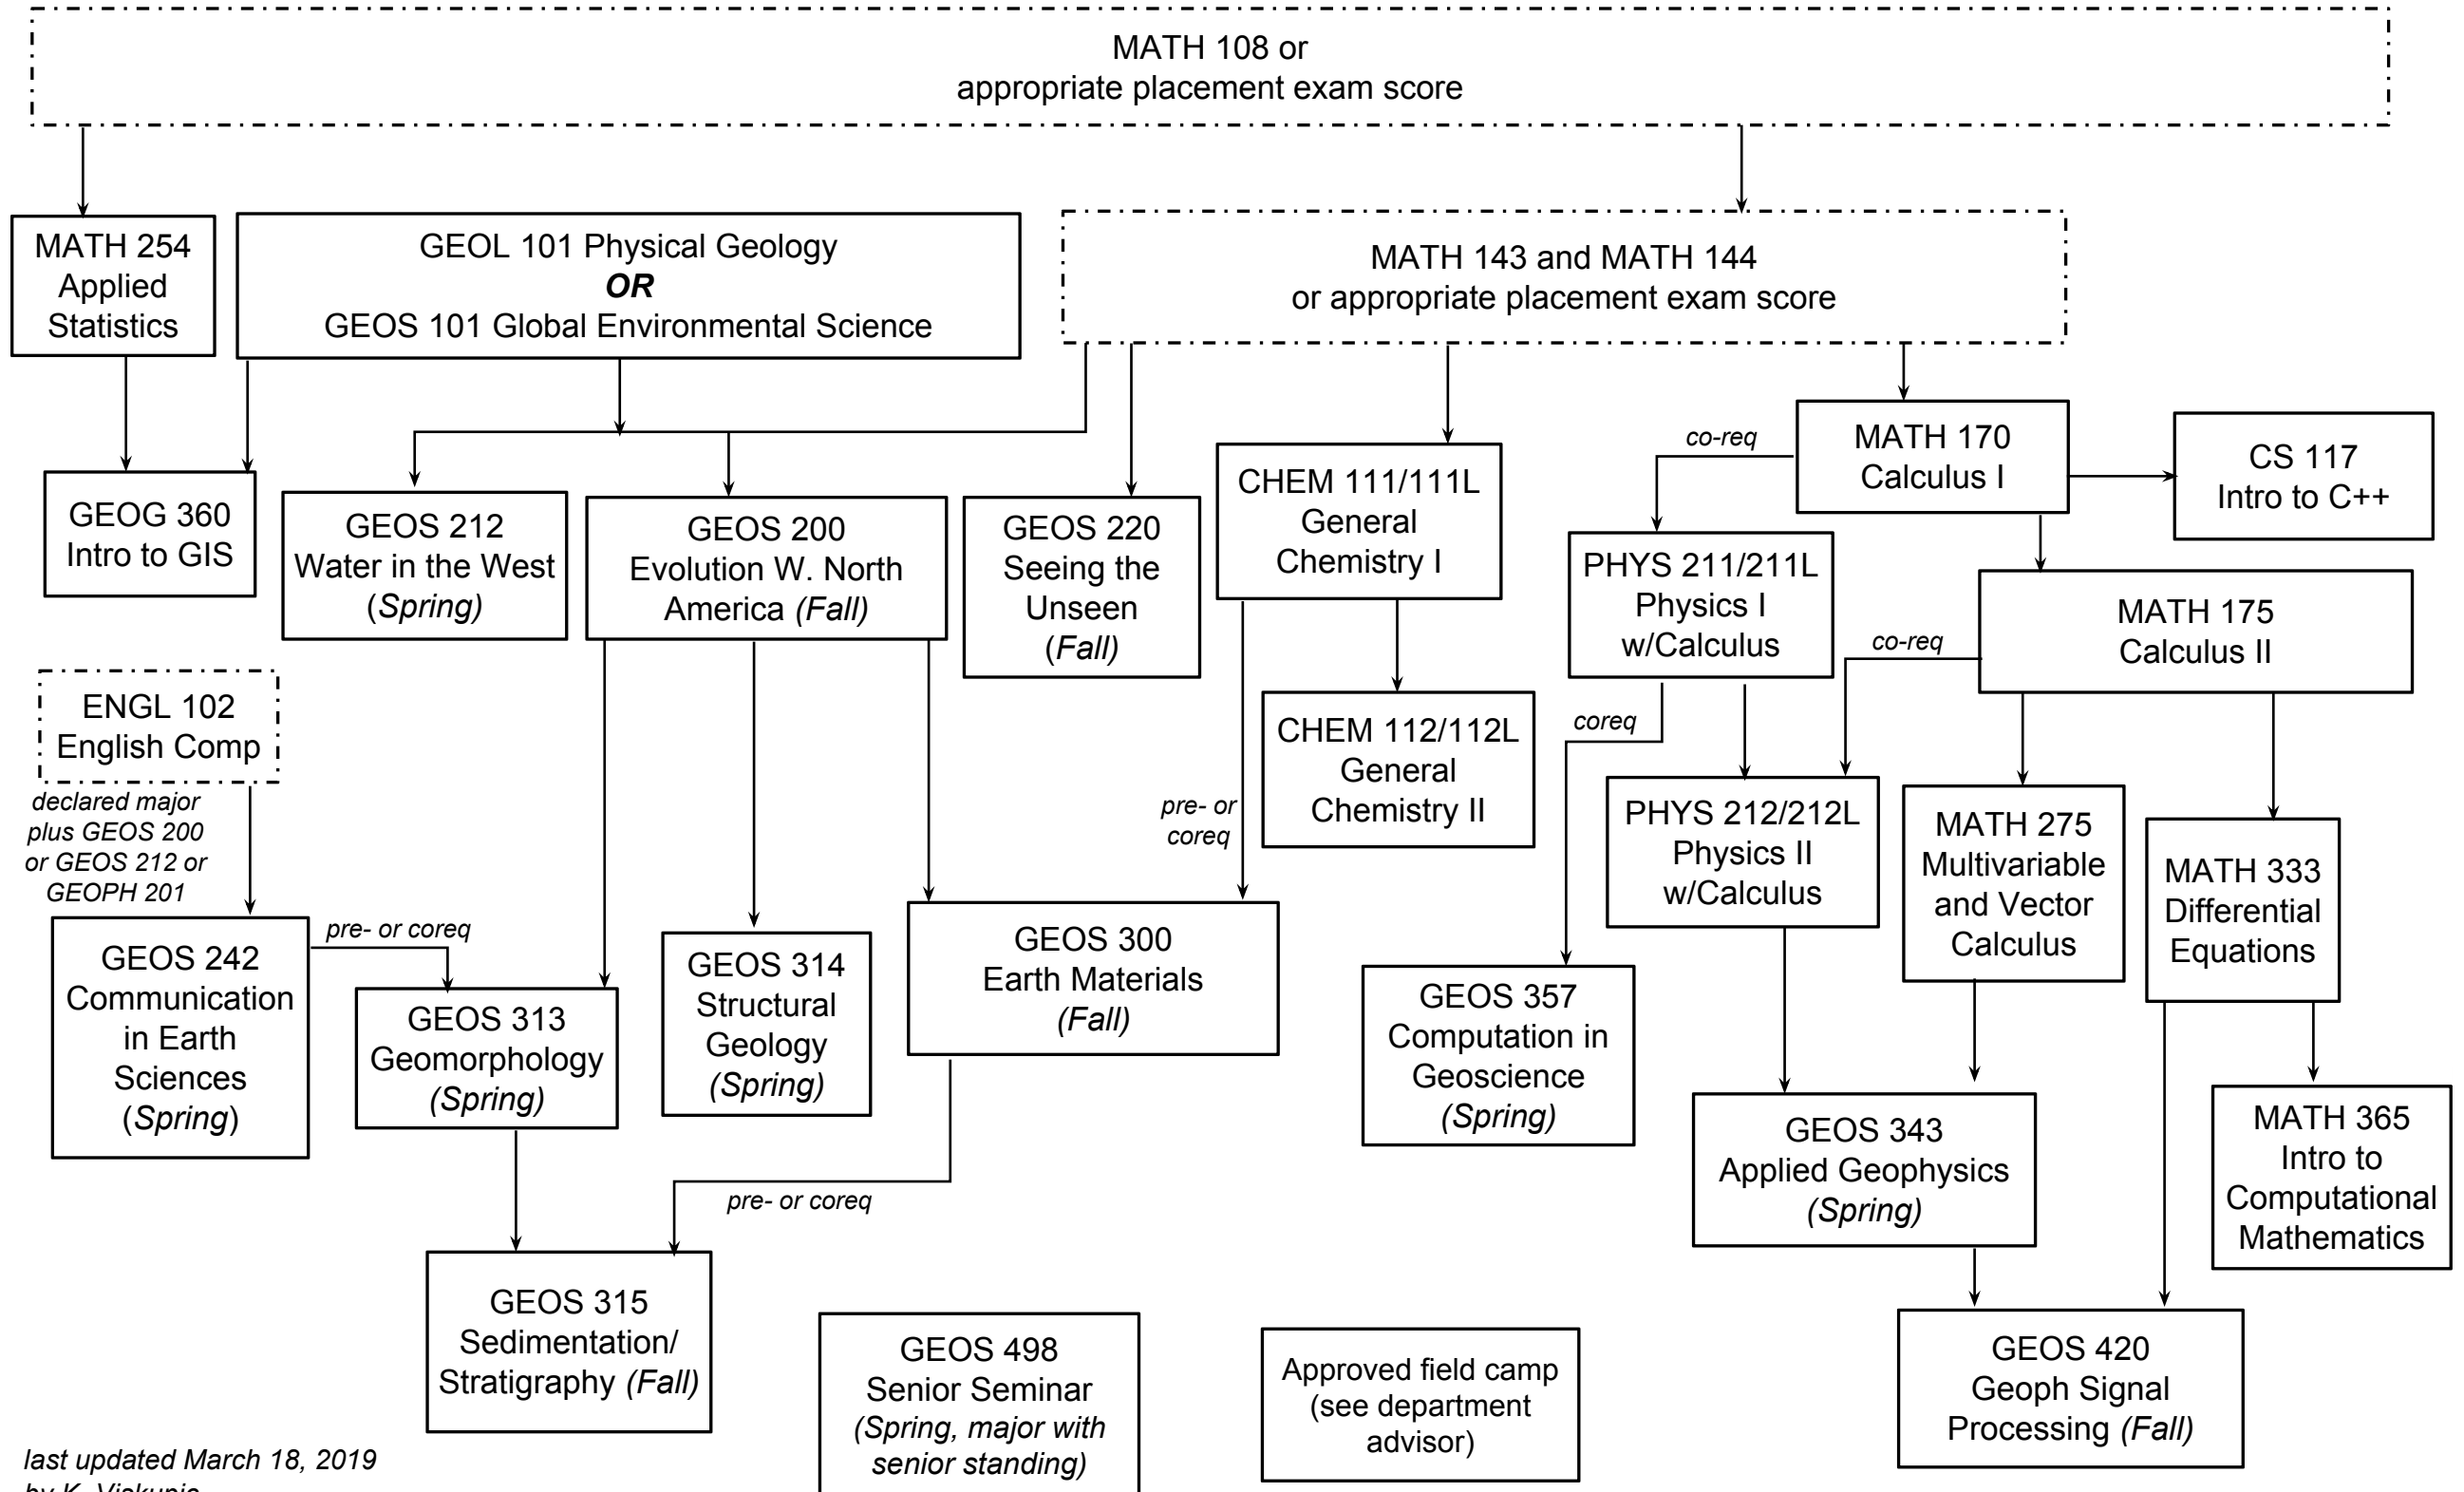 MATH 108 or
appropriate placement exam score
MATH 254
Applied
Statistics
GEOL 101 Physical Geology
OR
GEOS 101 Global Environmental Science
MATH 143 and MATH 144
or appropriate placement exam score
co-req
MATH 170
Calculus I
CS 117
Intro to C++
GEOG 360
Intro to GIS
GEOS 212
Water in the West
(Spring)
GEOS 200
Evolution W. North
America (Fall)
GEOS 220
Seeing the
Unseen
(Fall)
CHEM 111/111L
General
Chemistry I
PHYS 211/211L
Physics I
w/Calculus
MATH 175
Calculus II
co-req
ENGL 102
English Comp
declared major
plus GEOS 200
or GEOS 212 or
GEOPH 201
CHEM 112/112L
General
Chemistry II
coreq
pre- or
coreq
PHYS 212/212L
Physics II
w/Calculus
MATH 275
Multivariable
and Vector
Calculus
MATH 333
Differential
Equations
GEOS 242
Communication
in Earth
Sciences
(Spring)
pre- or coreq
GEOS 313
Geomorphology
(Spring)
GEOS 314
Structural
Geology
(Spring)
GEOS 300
Earth Materials
(Fall)
GEOS 357
Computation in
Geoscience
(Spring)
GEOS 343
Applied Geophysics
(Spring)
MATH 365
Intro to
Computational
Mathematics
pre- or coreq
GEOS 315
Sedimentation/
Stratigraphy (Fall)
GEOS 498
Senior Seminar
(Spring, major with
senior standing)
Approved field camp
(see department
advisor)
GEOS 420
Geoph Signal
Processing (Fall)
last updated March 18, 2019
by K. Viskupic